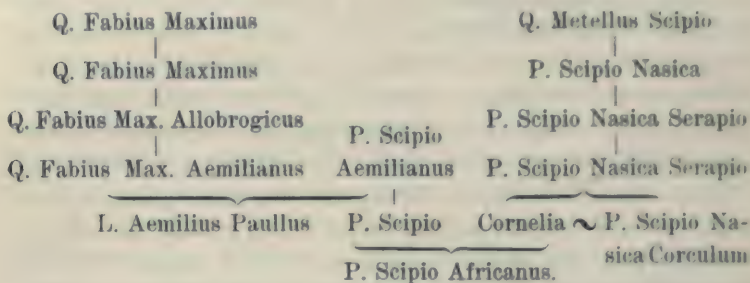 Q. Fabius Maximus Q. Metellus Scipio
Q. Fabius Maximus P. Scipio Nasica
Q. Fabius Max. Allobrogicus P. Scipio P. Scipio Nasica Serapio
Q. Fabius Max. Aemilianus Aemilianus P. Scipio Nasica Serapio
L. Aemilius Paullus P. Scipio Cornelia ~ P. Scipio Na-
sica Corculum
P. Scipio Africanus.